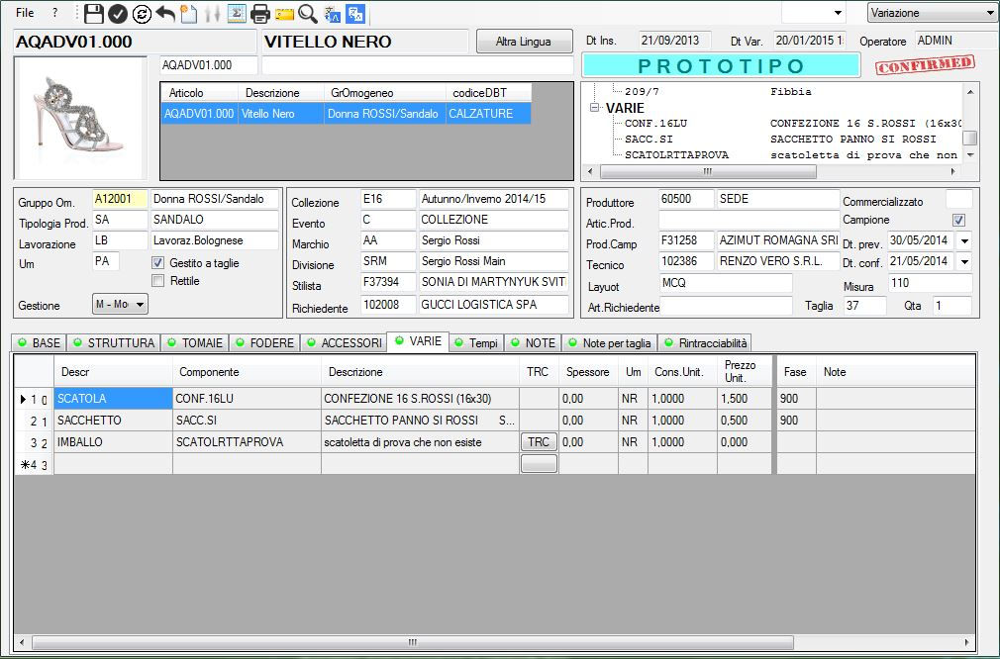 File ?
Variazione
AQADV01.000 VITELLO NERO Altra Lingua Dt Ins. 21/09/2013 Dt Var. 20/01/2015 1 Operatore ADMIN
AQADV01.000
PROTOTIPO CONFIRMED
Articolo Descrizione GrOmogeneo codiceDBT
AQADV01.000 Vitello Nero Donna ROSSI/Sandalo CALZATURE
209/7 Fibbia
VARIE
CONF.16LU CONFEZIONE 16 S.ROSSI (16x30
SACC.SI SACCHETTO PANNO SI ROSSI
SCATOLRTTAPROVA scatoletta di prova che non
Gruppo Om. A12001 Donna ROSSI/Sandalo
Tipologia Prod. SA SANDALO
Lavorazione LB Lavoraz.Bolognese
Um PA Gestito a taglie
Rettile
Gestione M - Mo
Collezione E16 Autunno/Inverno 2014/15
Evento C COLLEZIONE
Marchio AA Sergio Rossi
Divisione SRM Sergio Rossi Main
Stilista F37394 SONIA DI MARTYNYUK SVIT
Richiedente 102008 GUCCI LOGISTICA SPA
Produttore 60500 SEDE Commercializzato
Artic.Prod. Campione
Prod.Camp F31258 AZIMUT ROMAGNA SRL Dt. prev. 30/05/2014
Tecnico 102386 RENZO VERO S.R.L. Dt. conf. 21/05/2014
Layuot MCQ Misura 110
Art.Richiedente Taglia 37 Qta 1
BASE STRUTTURA TOMAIE FODERE ACCESSORI VARIE Tempi NOTE Note per taglia Rintracciabilità
Descr Componente Descrizione TRC Spessore Um Cons.Unit. Prezzo Unit. Fase Note
1 0 SCATOLA CONF.16LU CONFEZIONE 16 S.ROSSI (16x30) 0,00 NR 1,0000 1,500 900
2 1 SACCHETTO SACC.SI SACCHETTO PANNO SI ROSSI S... 0,00 NR 1,0000 0,500 900
3 2 IMBALLO SCATOLRTTAPROVA scatoletta di prova che non esiste TRC 0,00 NR 1,0000 0,000
*4 3